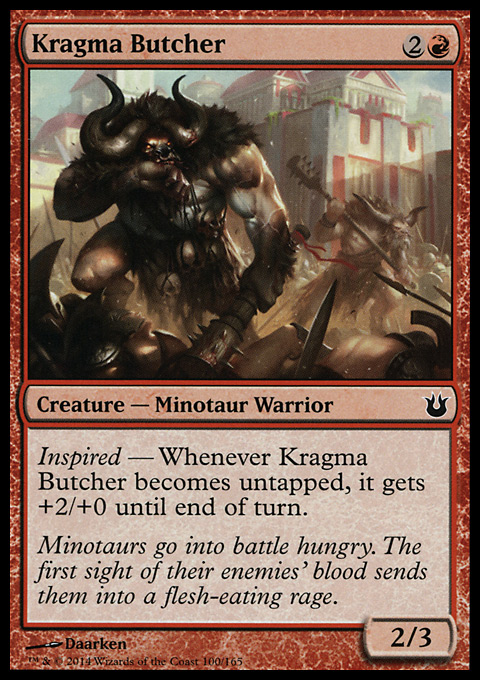 Kragma Butcher 2
Creature — Minotaur Warrior
Inspired — Whenever Kragma
Butcher becomes untapped, it gets
+2/+0 until end of turn.
Minotaurs go into battle hungry. The
first sight of their enemies' blood sends
them into a flesh-eating rage.
2/3
Daarken
™ & © 2014 Wizards of the Coast 100/165